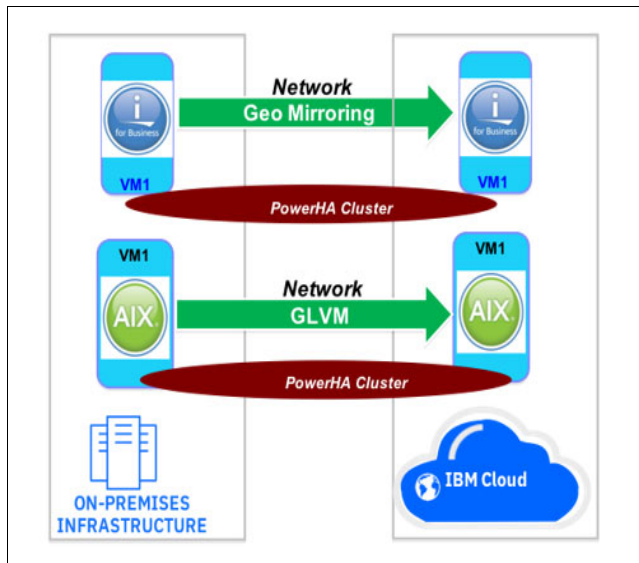 Network
Geo Mirroring
i
for Business
i
for Business
VM1
VM1
PowerHA Cluster
VM1
VM1
Network
GLVM
AIX
AIX
PowerHA Cluster
ON-PREMISES
INFRASTRUCTURE
IBM Cloud